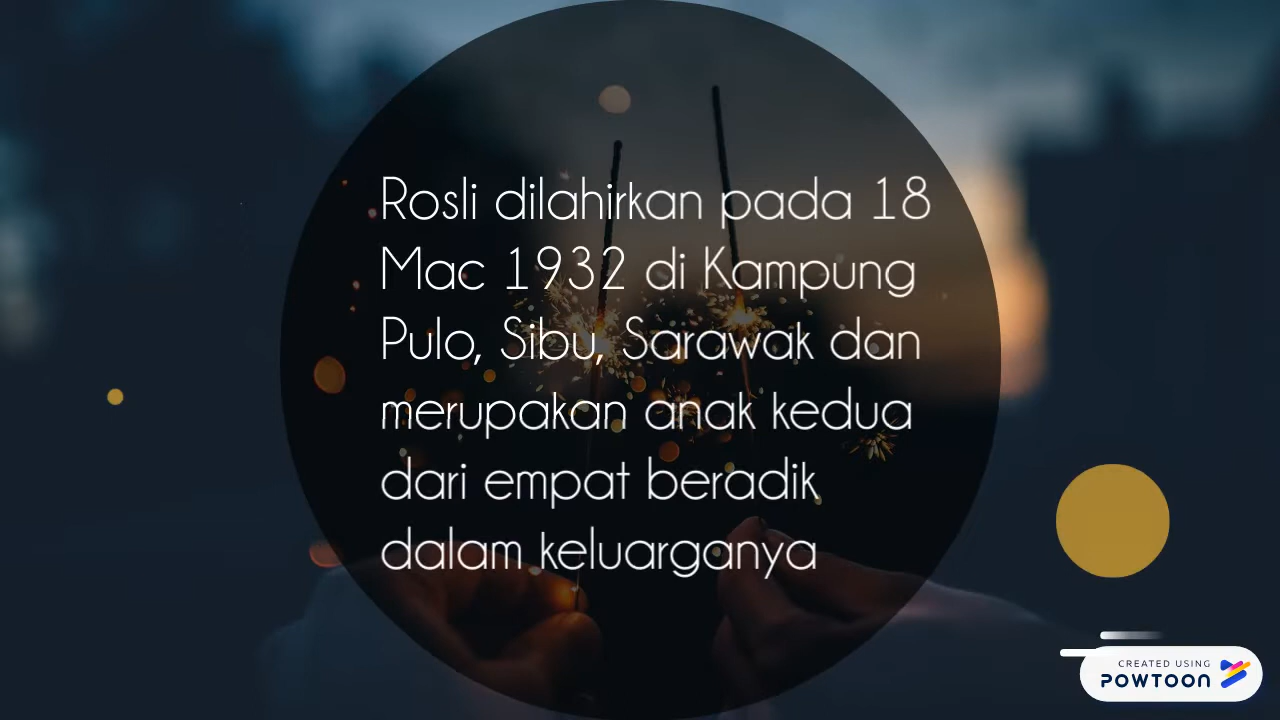 Rosli dilahirkan pada 18
Mac 1932 di Kampung
Pulo, Sibu, Sarawak dan
merupakan anak kedua
dari empat beradik
dalam keluarganya
CREATED USING
POWTOON